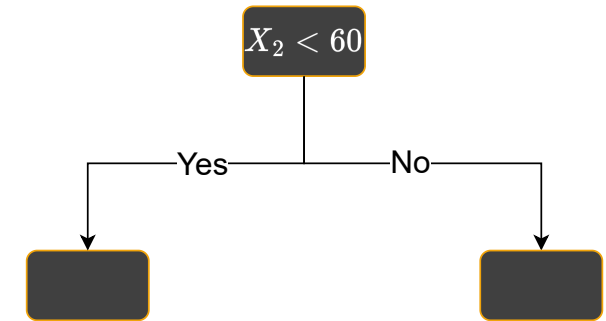 X₂ < 60
Yes
No